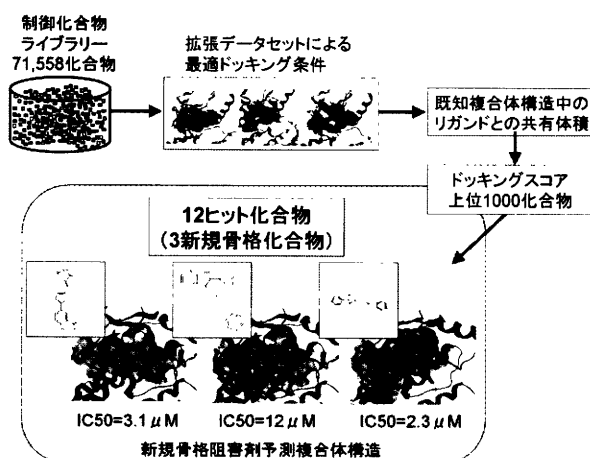 制御化合物
ライブラリー
71,558化合物
拡張データセットによる
最適ドッキング条件
既知複合体構造中の
リガンドとの共有体積
ドッキングスコア
上位1000化合物
12ヒット化合物
(3新規骨格化合物)
IC50=3.1μM
IC50=12μM
IC50=2.3μM
新規骨格阻害剤予測複合体構造